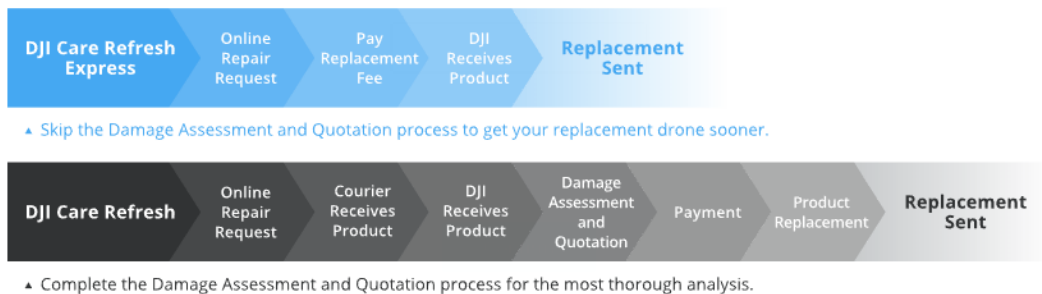 DJI Care Refresh
Express
Online
Repair
Request
Pay
Replacement
Fee
DJI
Receives
Product
Replacement
Sent
▲ Skip the Damage Assessment and Quotation process to get your replacement drone sooner.
DJI Care Refresh
Online
Repair
Request
Courier
Receives
Product
DJI
Receives
Product
Damage
Assessment
and
Quotation
Payment
Product
Replacement
Replacement
Sent
▲ Complete the Damage Assessment and Quotation process for the most thorough analysis.